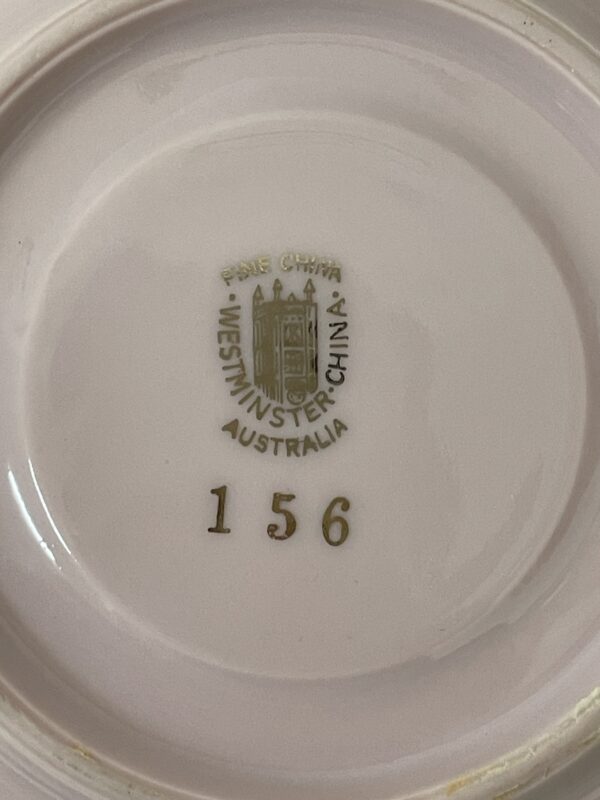 FINE CHINA
WESTMINSTER·CHINA·
AUSTRALIA
156